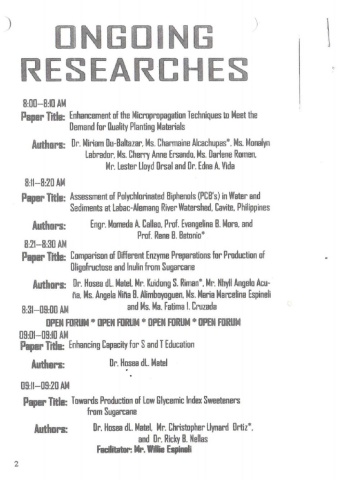 ONGOING
RESEARCHES
8:00-8:10 AM
Paper Title: Enhancement of the Micropropagation Techniques to Meet the
Demand for Quality Planting Materials
Authors: Dr. Miriam Du-Baltazar, Ms. Charmaine Alcachupas*, Ms. Monalyn
Labrador, Ms. Cherry Anne Ersando, Ms. Darlene Romen,
Mr. Lester Lloyd Orsal and Dr. Edna A. Vida
8:11-8:20 AM
Paper Title: Assessment of Polychlorinated Biphenols (PCB's) in Water and
Sediments at Labac-Alemang River Watershed, Cavite, Philippines
Authors: Engr. Momeda A. Callao, Prof. Evangelina B. Mora, and
Prof. Rene B. Betonio*
8:21-8:30 AM
Paper Title: Comparison of Different Enzyme Preparations for Production of
Oligofructose and Inulin from Sugarcane
Authors: Dr. Hosea dL. Matel, Mr. Kuidung S. Riman*, Mr. Nhyll Angelo Acu-
ña, Ms. Angela Niña B. Alimboyoguen, Ms. Maria Marcelina Espineli
and Ms. Ma. Fatima I. Cruzada
8:31-09:00 AM
OPEN FORUM * OPEN FORUM * OPEN FORUM * OPEN FORUM
09:01-09:10 AM
Paper Title: Enhancing Capacity for S and T Education
Authors: Dr. Hosea dL. Matel
09:11-09:20 AM
Paper Title: Towards Production of Low Glycemic Index Sweeteners
from Sugarcane
Authors: Dr. Hosea dL. Matel, Mr. Christopher Llynard Ortiz*,
and Dr. Ricky B. Nellas
Facilitator: Mr. Willie Espineli
2